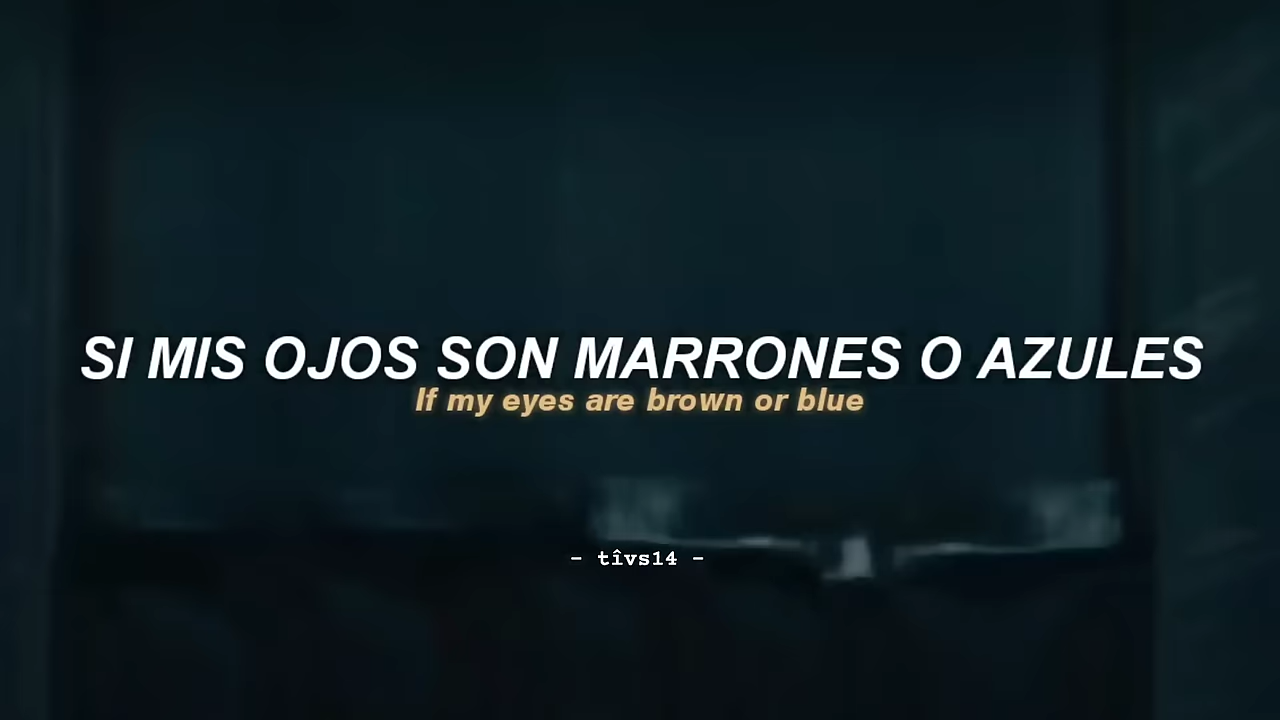 SI MIS OJOS SON MARRONES O AZULES
If my eyes are brown or blue
- tîvs14 -